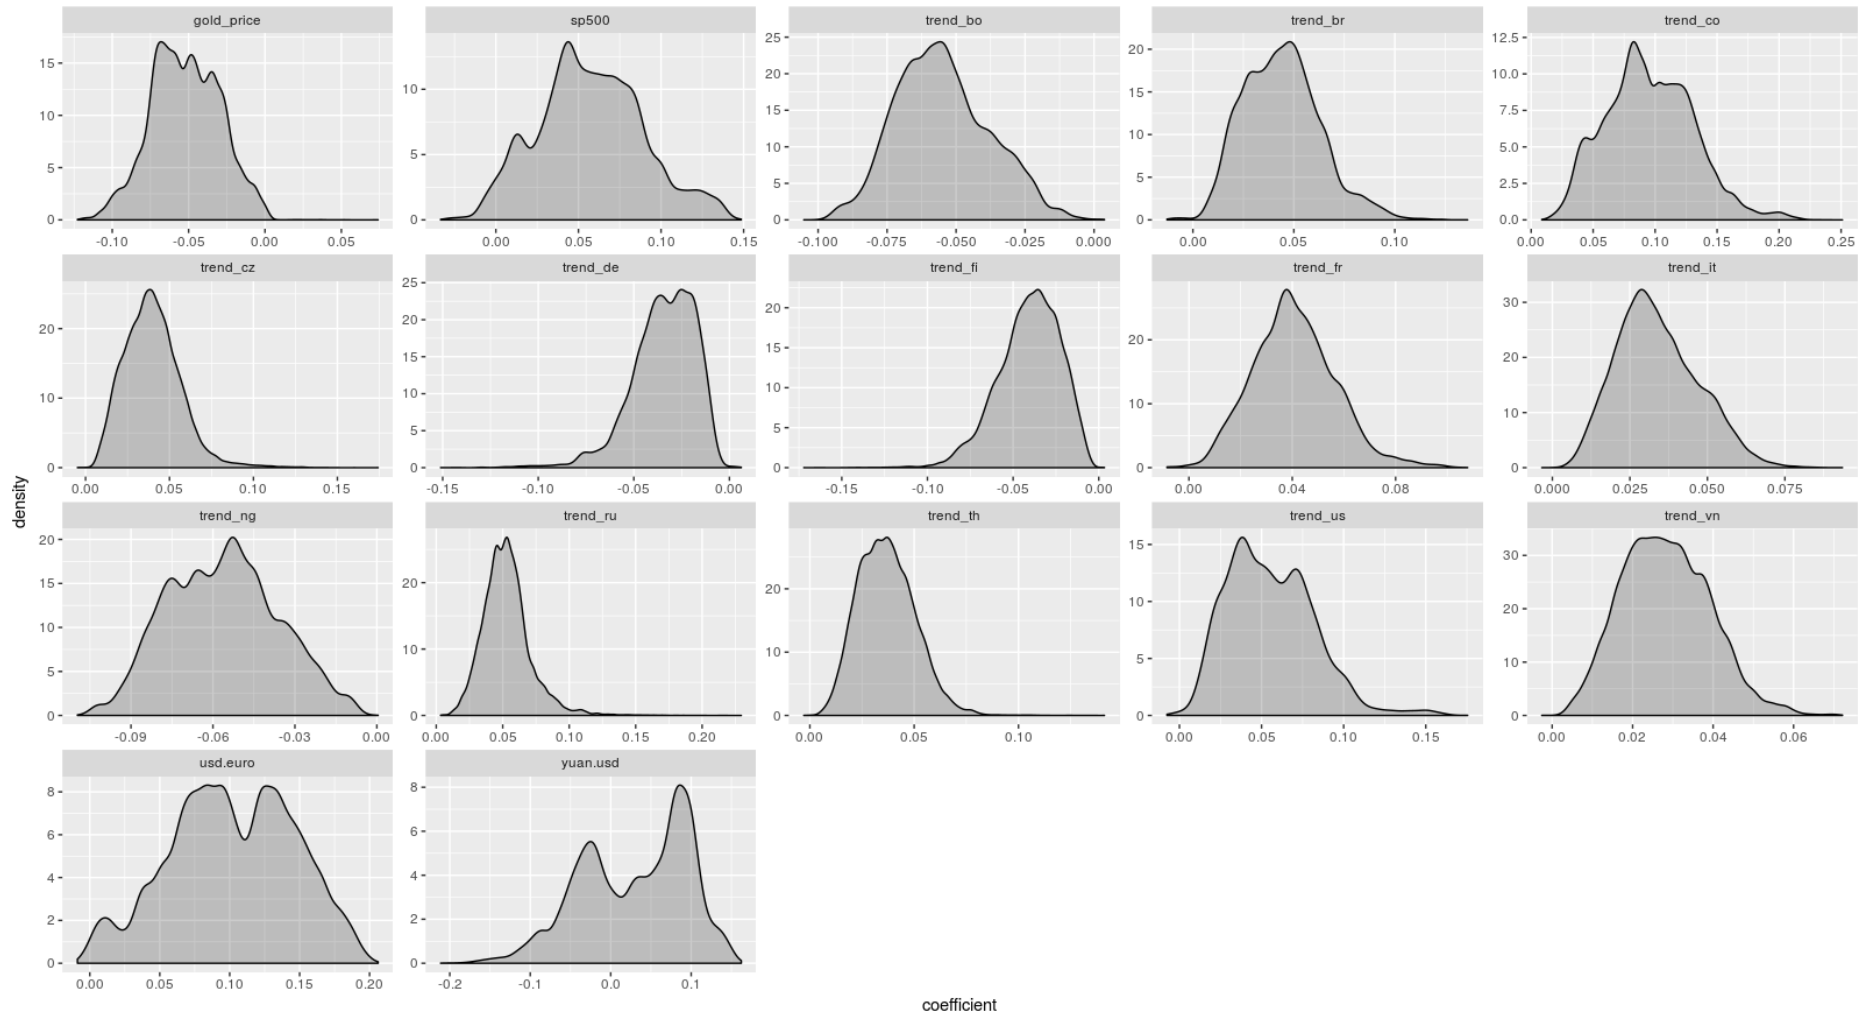 gold_price sp500 trend_bo trend_br trend_co
15 10 5 0
10 5 0
25 20 15 10 5 0
20 15 10 5 0
12.5 10.0 7.5 5.0 2.5 0.0
-0.10 -0.05 0.00 0.05
0.00 0.05 0.10 0.15
-0.100 -0.075 -0.050 -0.025 0.000
0.00 0.05 0.10
0.00 0.05 0.10 0.15 0.20 0.25
trend_cz trend_de trend_fi trend_fr trend_it
20 10 0
25 20 15 10 5 0
20 15 10 5 0
20 10 0
30 20 10 0
0.00 0.05 0.10 0.15
-0.15 -0.10 -0.05 0.00
-0.15 -0.10 -0.05 0.00
0.00 0.04 0.08
0.000 0.025 0.050 0.075
density
trend_ng trend_ru trend_th trend_us trend_vn
20 15 10 5 0
20 10 0
20 10 0
15 10 5 0
30 20 10 0
-0.09 -0.06 -0.03 0.00
0.00 0.05 0.10 0.15 0.20
0.00 0.05 0.10
0.00 0.05 0.10 0.15
0.00 0.02 0.04 0.06
usd.euro yuan.usd
8 6 4 2 0
8 6 4 2 0
0.00 0.05 0.10 0.15 0.20
-0.2 -0.1 0.0 0.1
coefficient